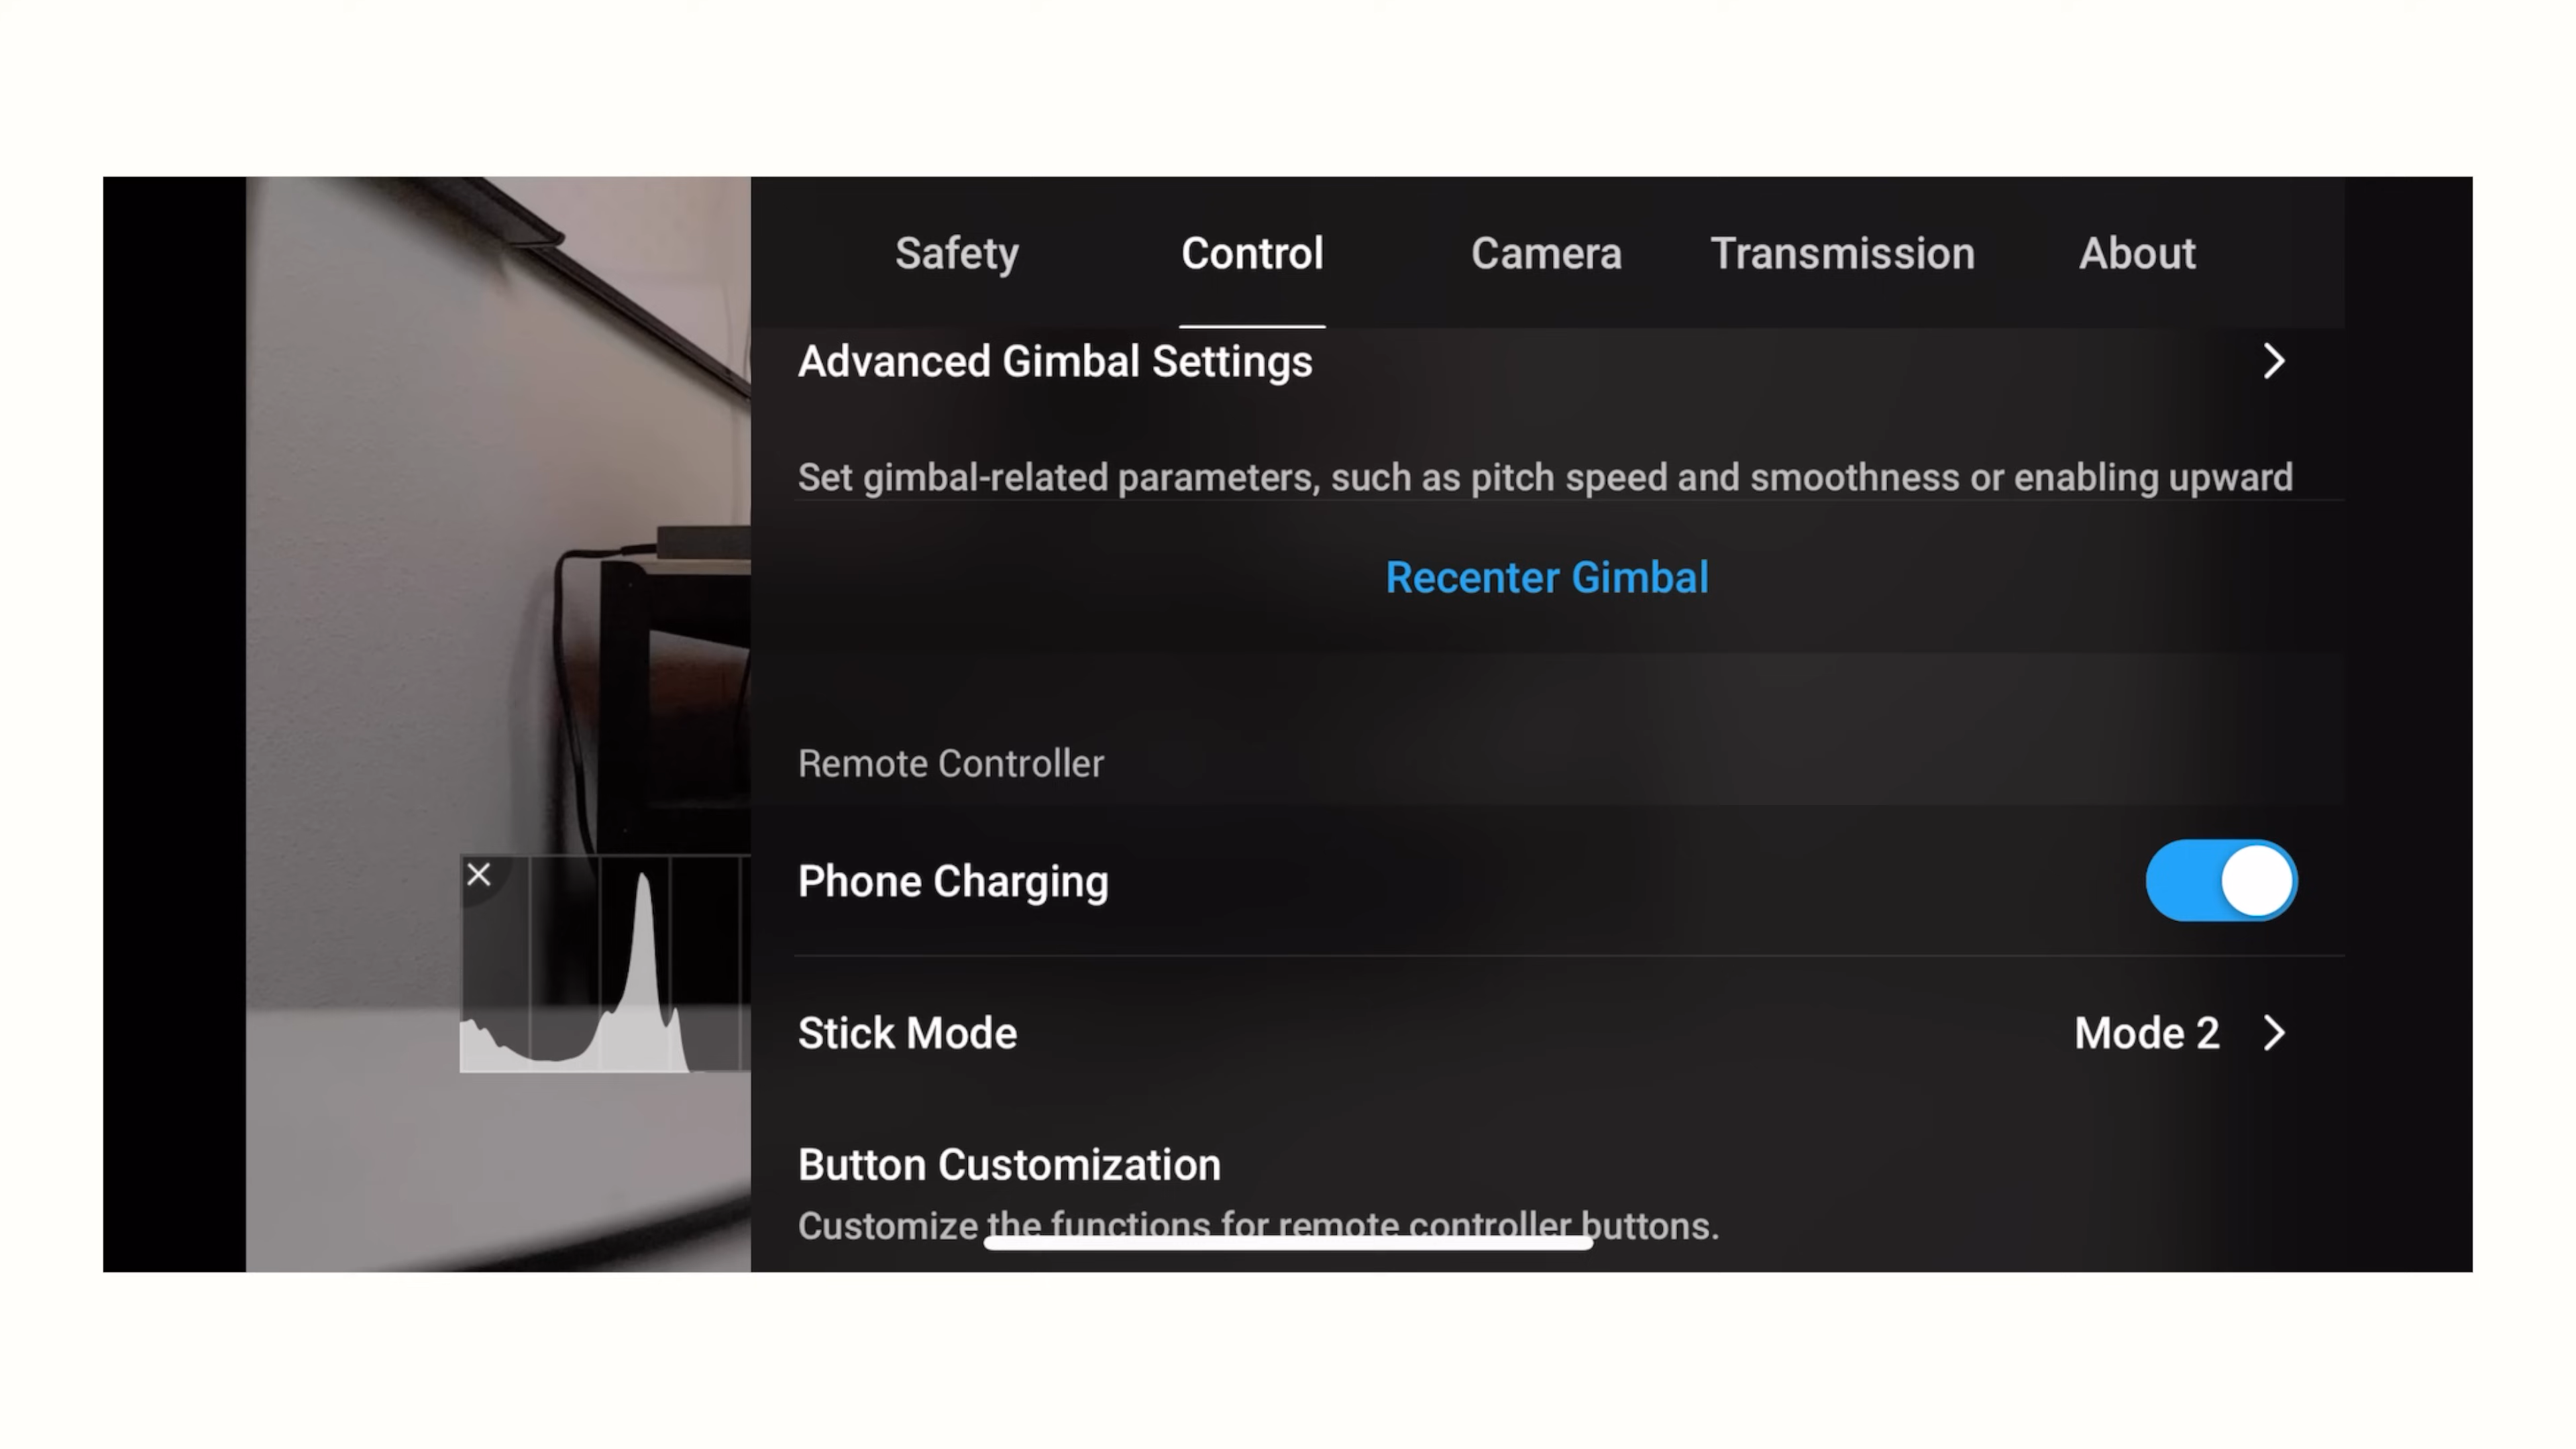 Safety Control Camera Transmission About
Advanced Gimbal Settings
Set gimbal-related parameters, such as pitch speed and smoothness or enabling upward
Recenter Gimbal
Remote Controller
Phone Charging
Stick Mode Mode 2
Button Customization
Customize the functions for remote controller buttons.